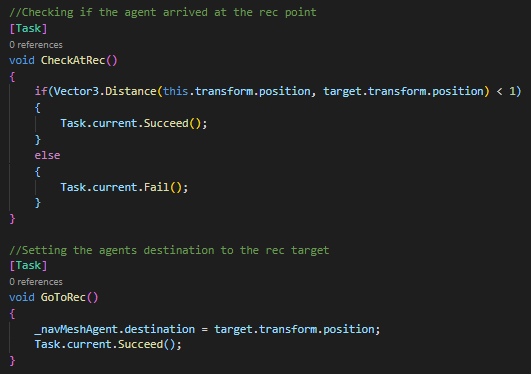 //Checking if the agent arrived at the rec point
[Task]
0 references
void CheckAtRec()
{
    if(Vector3.Distance(this.transform.position, target.transform.position) < 1)
    {
        Task.current.Succeed();
    }
    else
    {
        Task.current.Fail();
    }
}

//Setting the agents destination to the rec target
[Task]
0 references
void GoToRec()
{
    _navMeshAgent.destination = target.transform.position;
    Task.current.Succeed();
}